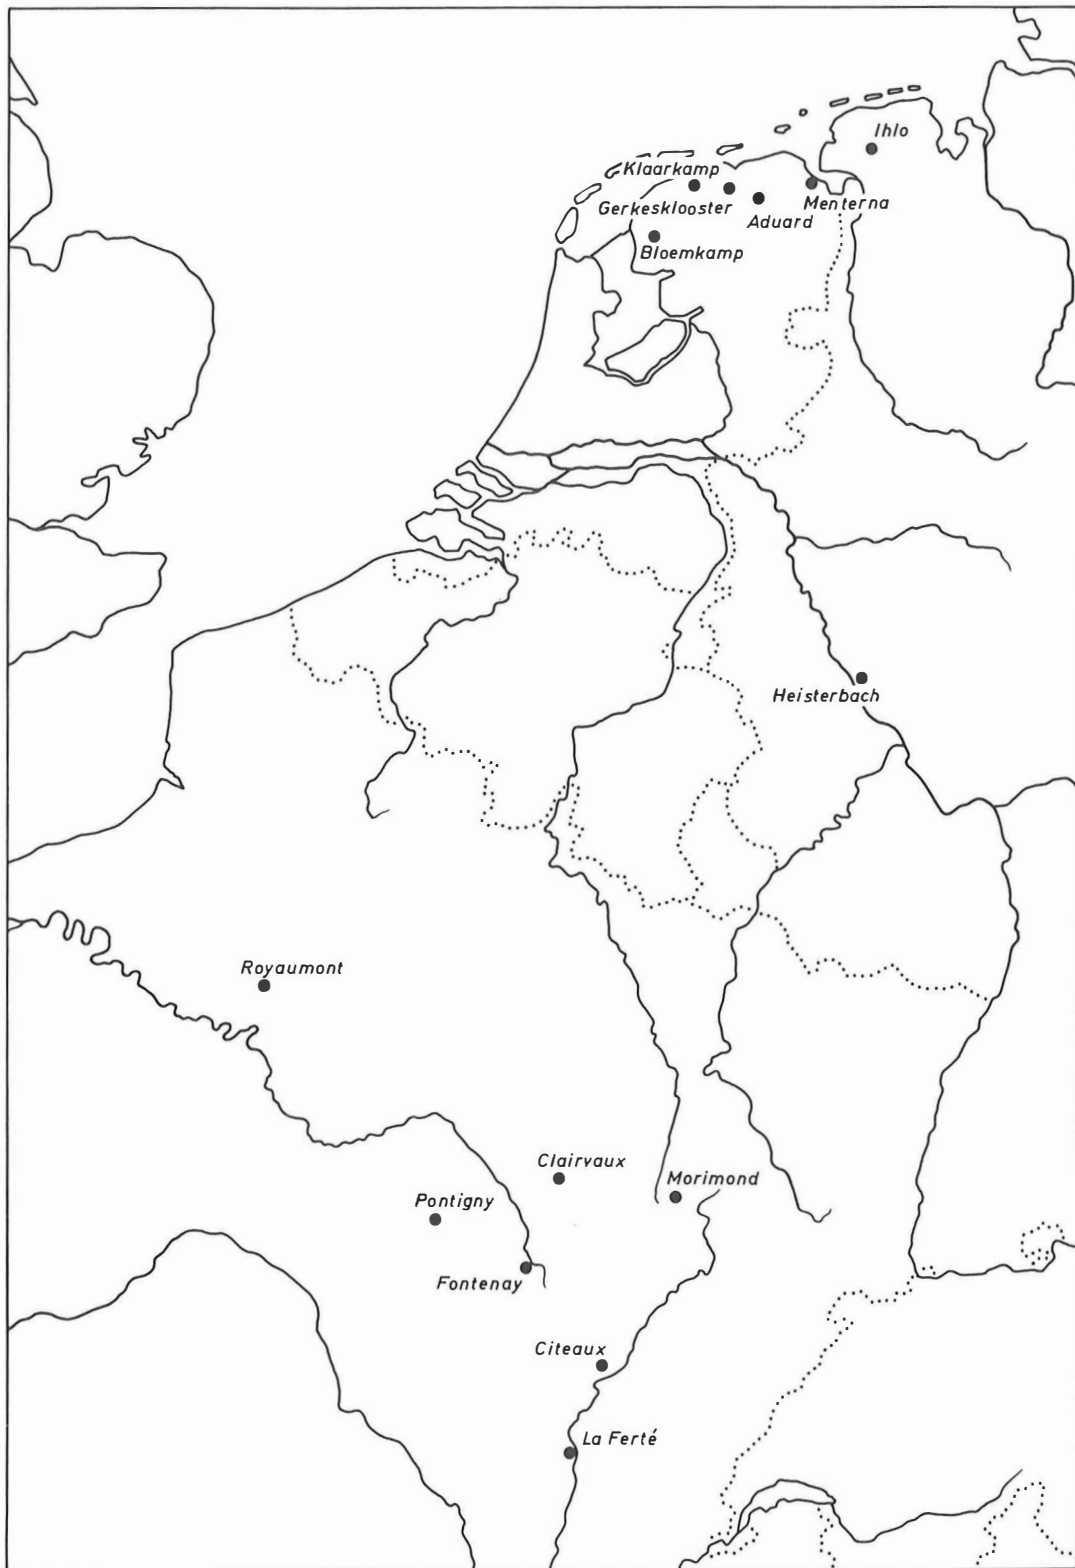 Ihlo
Klaarkamp
Gerkesklooster
Menterna
Aduard
Bloemkamp
Heisterbach
Royaumont
Clairvaux
Morimond
Pontigny
Fontenay
Citeaux
La Ferté